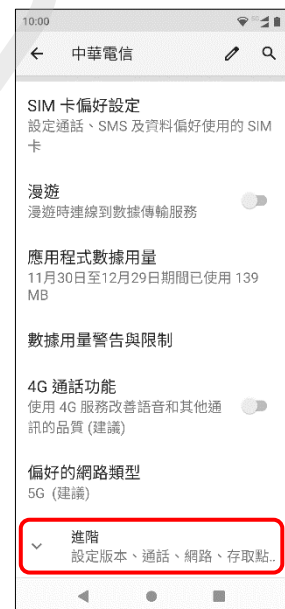 10:00
中華電信
SIM 卡偏好設定
設定通話、SMS 及資料偏好使用的 SIM
卡
漫遊
漫遊時連線到數據傳輸服務
應用程式數據用量
11月30日至12月29日期間已使用 139
MB
數據用量警告與限制
4G 通話功能
使用 4G 服務改善語音和其他通
訊的品質 (建議)
偏好的網路類型
5G (建議)
進階
設定版本、通話、網路、存取點..